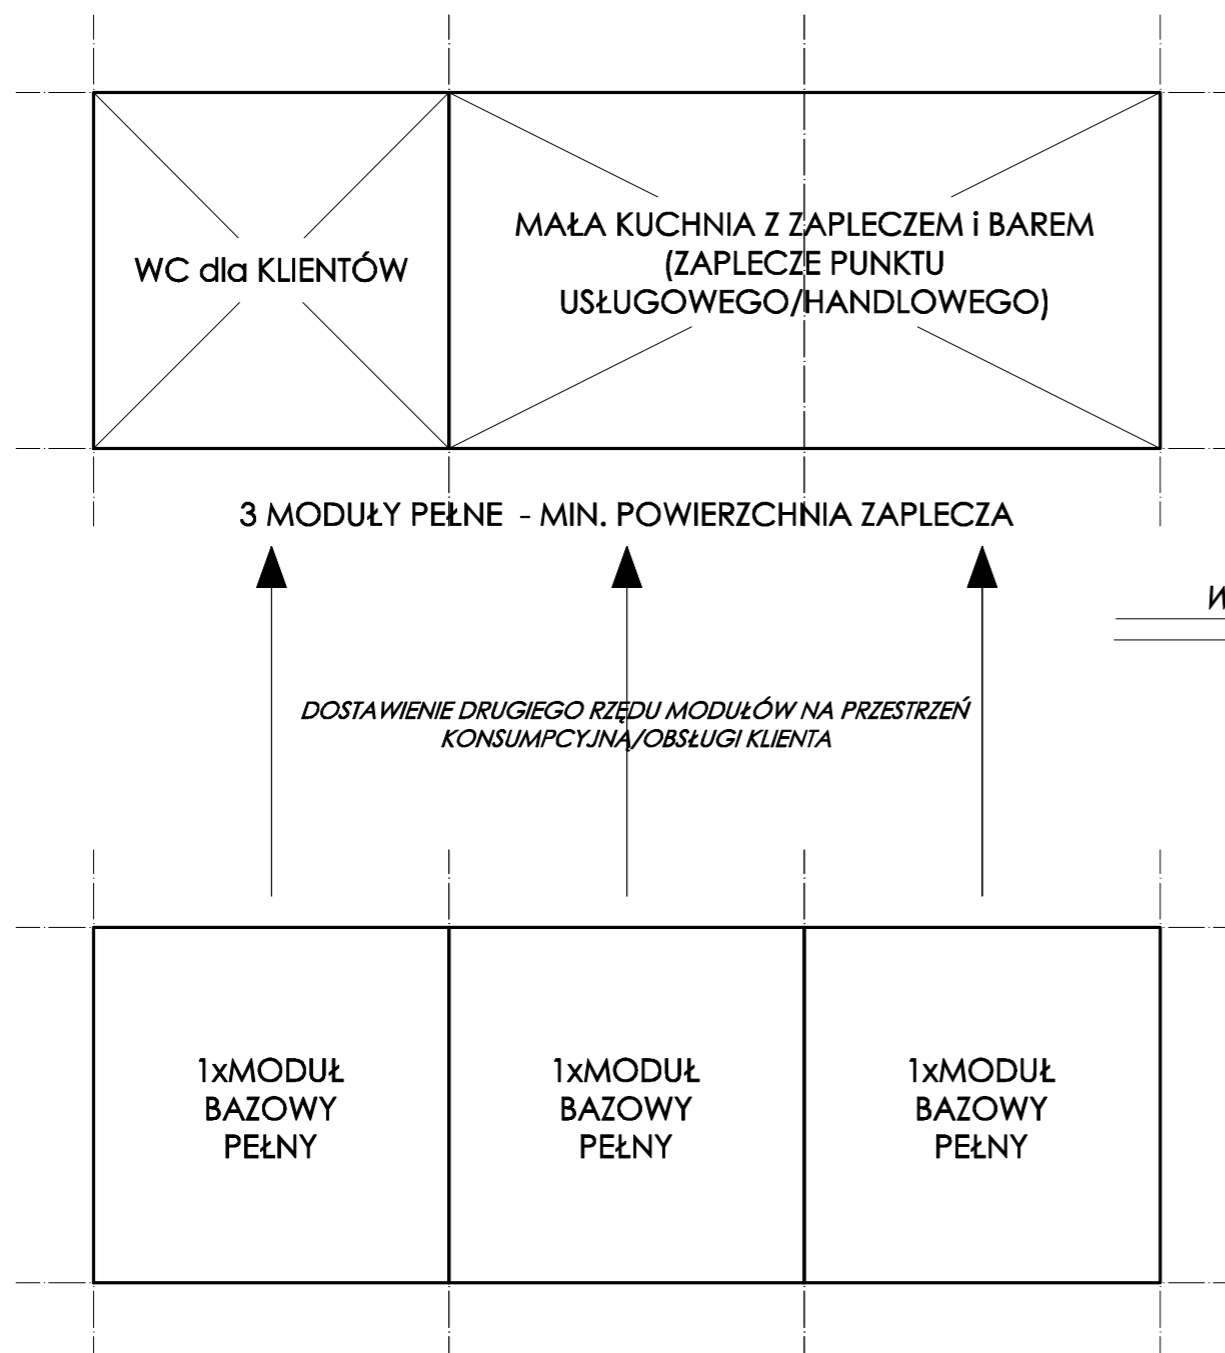 WC dla KLIENTÓW
MAŁA KUCHNIA Z ZAPLECZEM i BAREM
(ZAPLECZE PUNKTU
USŁUGOWEGO/HANDLOWEGO)
3 MODUŁY PEŁNE - MIN. POWIERZCHNIA ZAPLECZA
DOSTAWIENIE DRUGIEGO RZĘDU MODUŁÓW NA PRZESTRZEŃ
KONSUMPCYJNĄ/OBSŁUGI KLIENTA
1xMODUŁ
BAZOWY
PEŁNY
1xMODUŁ
BAZOWY
PEŁNY
1xMODUŁ
BAZOWY
PEŁNY